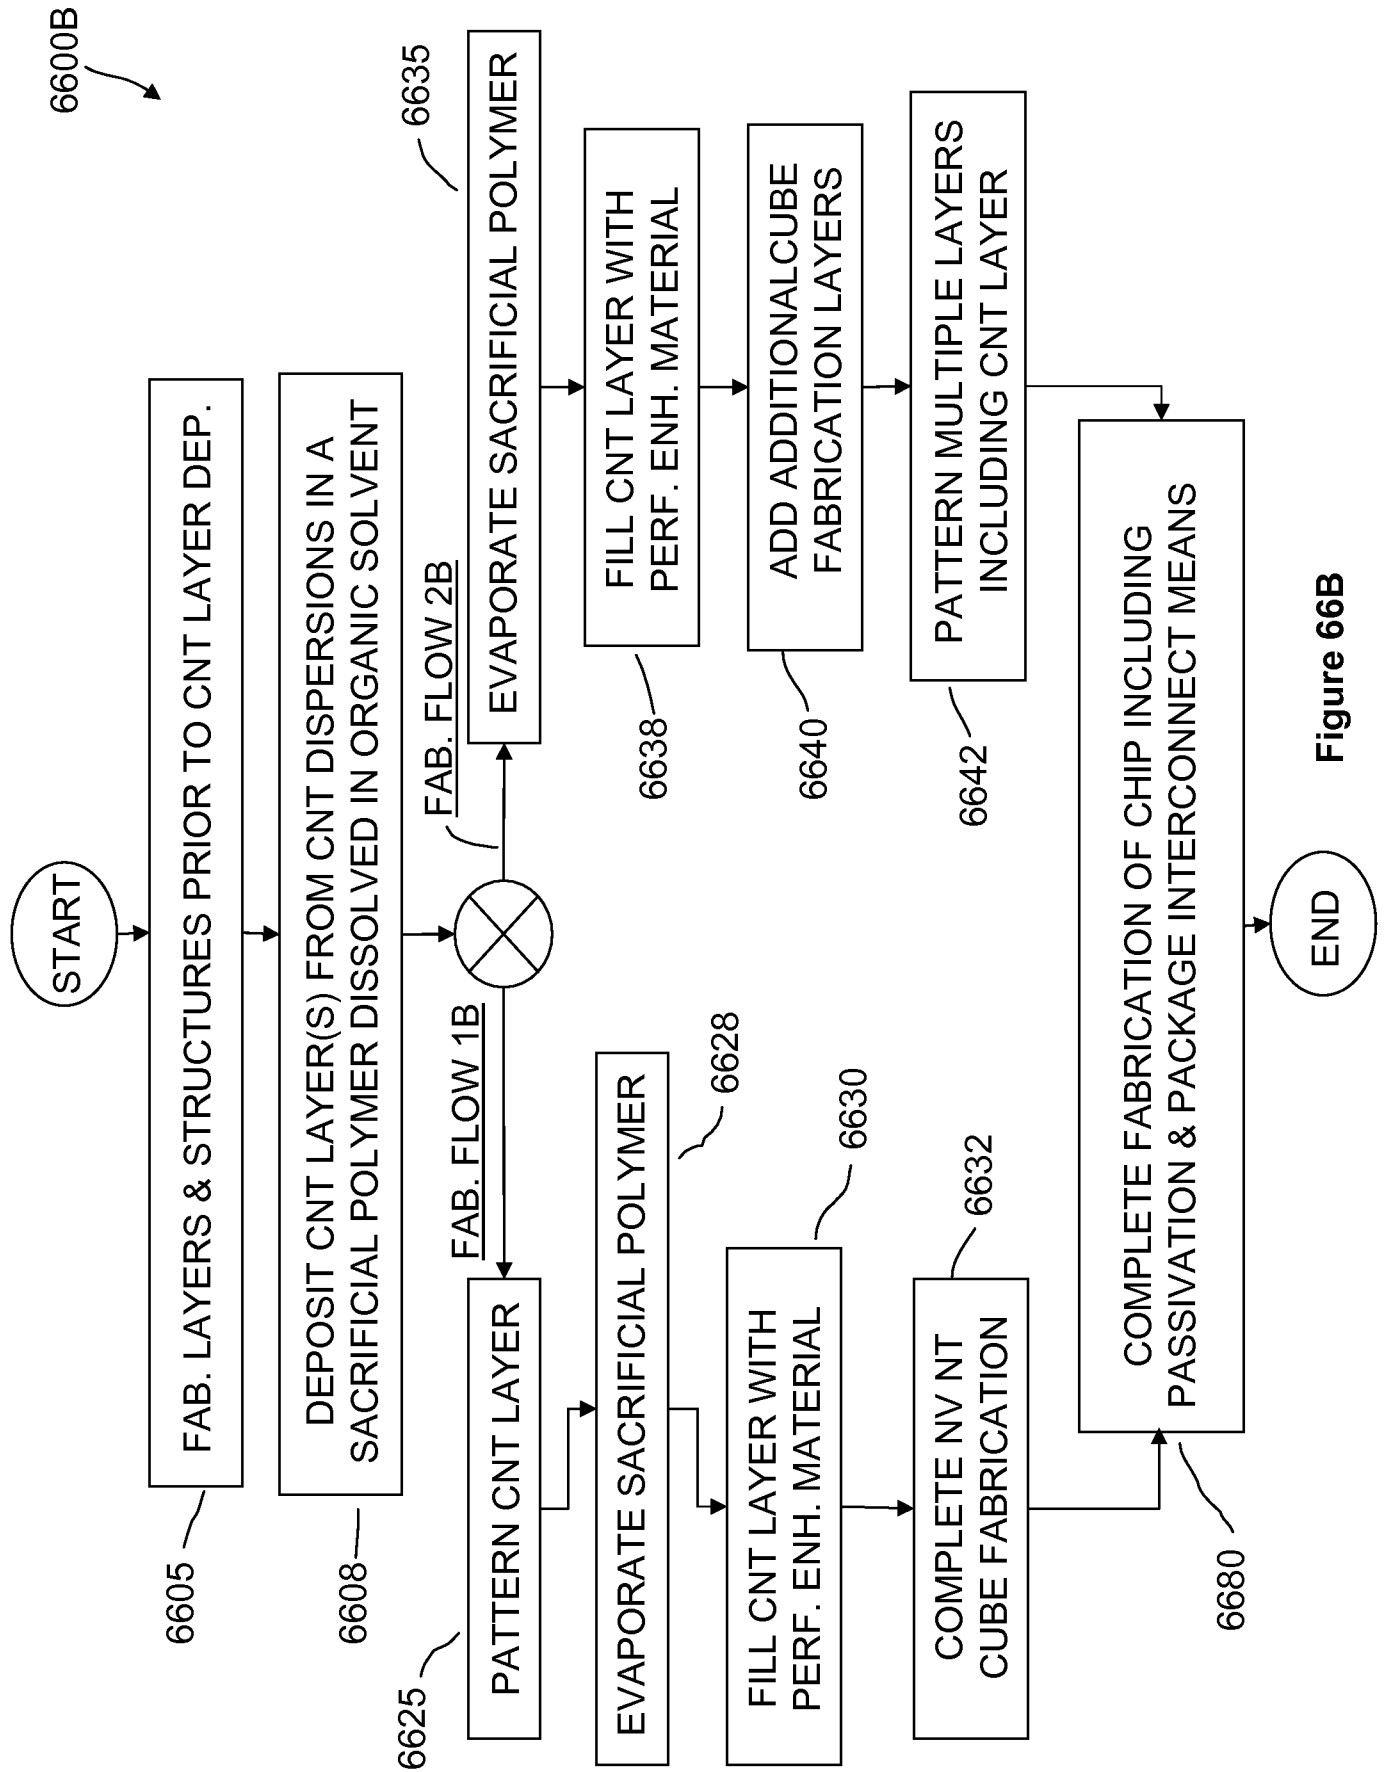 6600B
START
FAB. LAYERS & STRUCTURES PRIOR TO CNT LAYER DEP.
6605
DEPOSIT CNT LAYER(S) FROM CNT DISPERSIONS IN A
SACRIFICIAL POLYMER DISSOLVED IN ORGANIC SOLVENT
6608
FAB. FLOW 1B
FAB. FLOW 2B
6625
PATTERN CNT LAYER
EVAPORATE SACRIFICIAL POLYMER
6628
FILL CNT LAYER WITH
PERF. ENH. MATERIAL
6630
COMPLETE NV NT
CUBE FABRICATION
6632
EVAPORATE SACRIFICIAL POLYMER
6635
FILL CNT LAYER WITH
PERF. ENH. MATERIAL
6638
ADD ADDITIONALCUBE
FABRICATION LAYERS
6640
PATTERN MULTIPLE LAYERS
INCLUDING CNT LAYER
6642
COMPLETE FABRICATION OF CHIP INCLUDING
PASSIVATION & PACKAGE INTERCONNECT MEANS
6680
END
Figure 66B